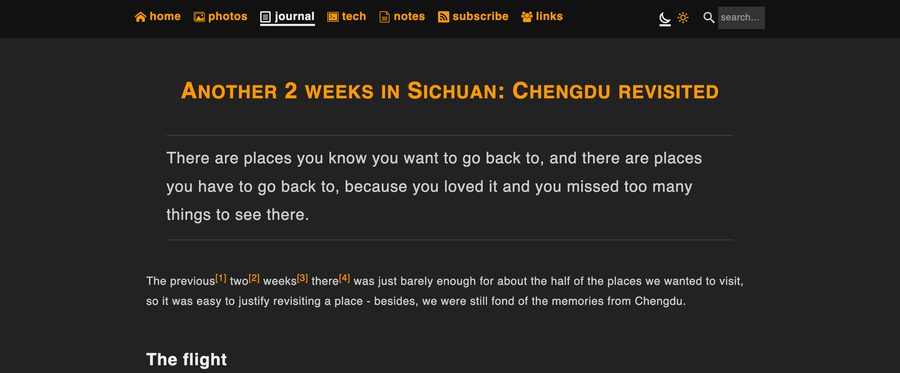 home photos journal tech notes subscribe links search...
Another 2 weeks in Sichuan: Chengdu revisited
There are places you know you want to go back to, and there are places
you have to go back to, because you loved it and you missed too many
things to see there.
The previous[1] two[2] weeks[3] there[4] was just barely enough for about the half of the places we wanted to visit,
so it was easy to justify revisiting a place - besides, we were still fond of the memories from Chengdu.
The flight